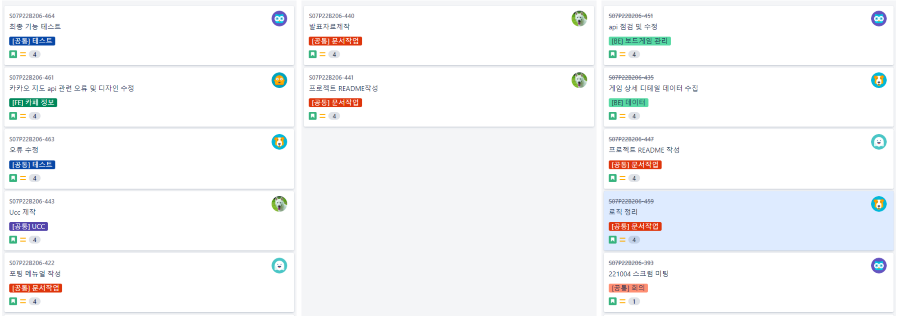 S07P22B206-464
최종 기능 테스트
[공통] 테스트
4
S07P22B206-461
카카오 지도 api 관련 오류 및 디자인 수정
[FE] 카페 정보
4
S07P22B206-463
오류 수정
[공통] 테스트
4
S07P22B206-443
Ucc 제작
[공통] UCC
4
S07P22B206-422
포팅 메뉴얼 작성
[공통] 문서작업
4
S07P22B206-440
발표자료제작
[공통] 문서작업
4
S07P22B206-441
프로젝트 README작성
[공통] 문서작업
4
S07P22B206-451
api 점검 및 수정
[BE] 보드게임 관리
4
S07P22B206-435
게임 상세 디테일 데이터 수집
[BE] 데이터
4
S07P22B206-447
프로젝트 README 작성
[공통] 문서작업
4
S07P22B206-459
로직 정리
[공통] 문서작업
4
S07P22B206-393
221004 스크럼 미팅
[공통] 회의
1